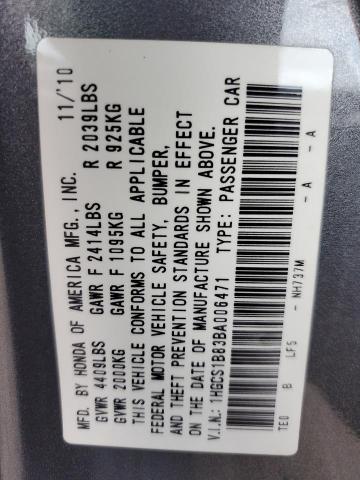 MFD. BY HONDA OF AMERICA MFG., INC. 11/'10
GVWR 4409LBS GAWR F 2414LBS R 2039LBS
GVWR 2000KG GAWR F 1095KG R 925KG
THIS VEHICLE CONFORMS TO ALL APPLICABLE
FEDERAL MOTOR VEHICLE SAFETY, BUMPER,
AND THEFT PREVENTION STANDARDS IN EFFECT
ON THE DATE OF MANUFACTURE SHOWN ABOVE.
V.I.N.: 1HGCS1B83BA006471 TYPE: PASSENGER CAR
TE0 B LF5 - NH737M - A - A